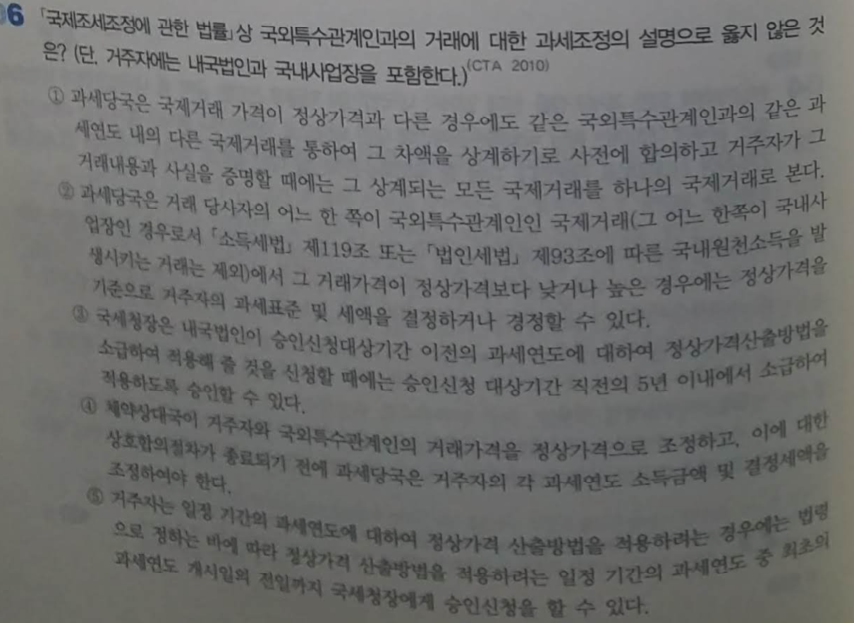 06 「국제조세조정에 관한 법률」상 국외특수관계인과의 거래에 대한 과세조정의 설명으로 옳지 않은 것
은? (단, 거주자에는 내국법인과 국내사업장을 포함한다.)(CTA 2010)
① 과세당국은 국제거래 가격이 정상가격과 다른 경우에도 같은 국외특수관계인과의 같은 과
세연도 내의 다른 국제거래를 통하여 그 차액을 상계하기로 사전에 합의하고 거주자가 그
거래내용과 사실을 증명할 때에는 그 상계되는 모든 국제거래를 하나의 국제거래로 본다.
② 과세당국은 거래 당사자의 어느 한 쪽이 국외특수관계인인 국제거래(그 어느 한쪽이 국내사
업장인 경우로서 「소득세법」 제119조 또는 「법인세법」 제93조에 따른 국내원천소득을 발
생시키는 거래는 제외)에서 그 거래가격이 정상가격보다 낮거나 높은 경우에는 정상가격을
기준으로 거주자의 과세표준 및 세액을 결정하거나 경정할 수 있다.
③ 국세청장은 내국법인이 승인신청대상기간 이전의 과세연도에 대하여 정상가격산출방법을
소급하여 적용해 줄 것을 신청할 때에는 승인신청 대상기간 직전의 5년 이내에서 소급하여
적용하도록 승인할 수 있다.
④ 체약상대국이 거주자와 국외특수관계인의 거래가격을 정상가격으로 조정하고, 이에 대한
상호합의절차가 종료되기 전에 과세당국은 거주자의 각 과세연도 소득금액 및 결정세액을
조정하여야 한다.
⑤ 거주자는 일정 기간의 과세연도에 대하여 정상가격 산출방법을 적용하려는 경우에는 법령
으로 정하는 바에 따라 정상가격 산출방법을 적용하려는 일정 기간의 과세연도 중 최초의
과세연도 개시일의 전일까지 국세청장에게 승인신청을 할 수 있다.